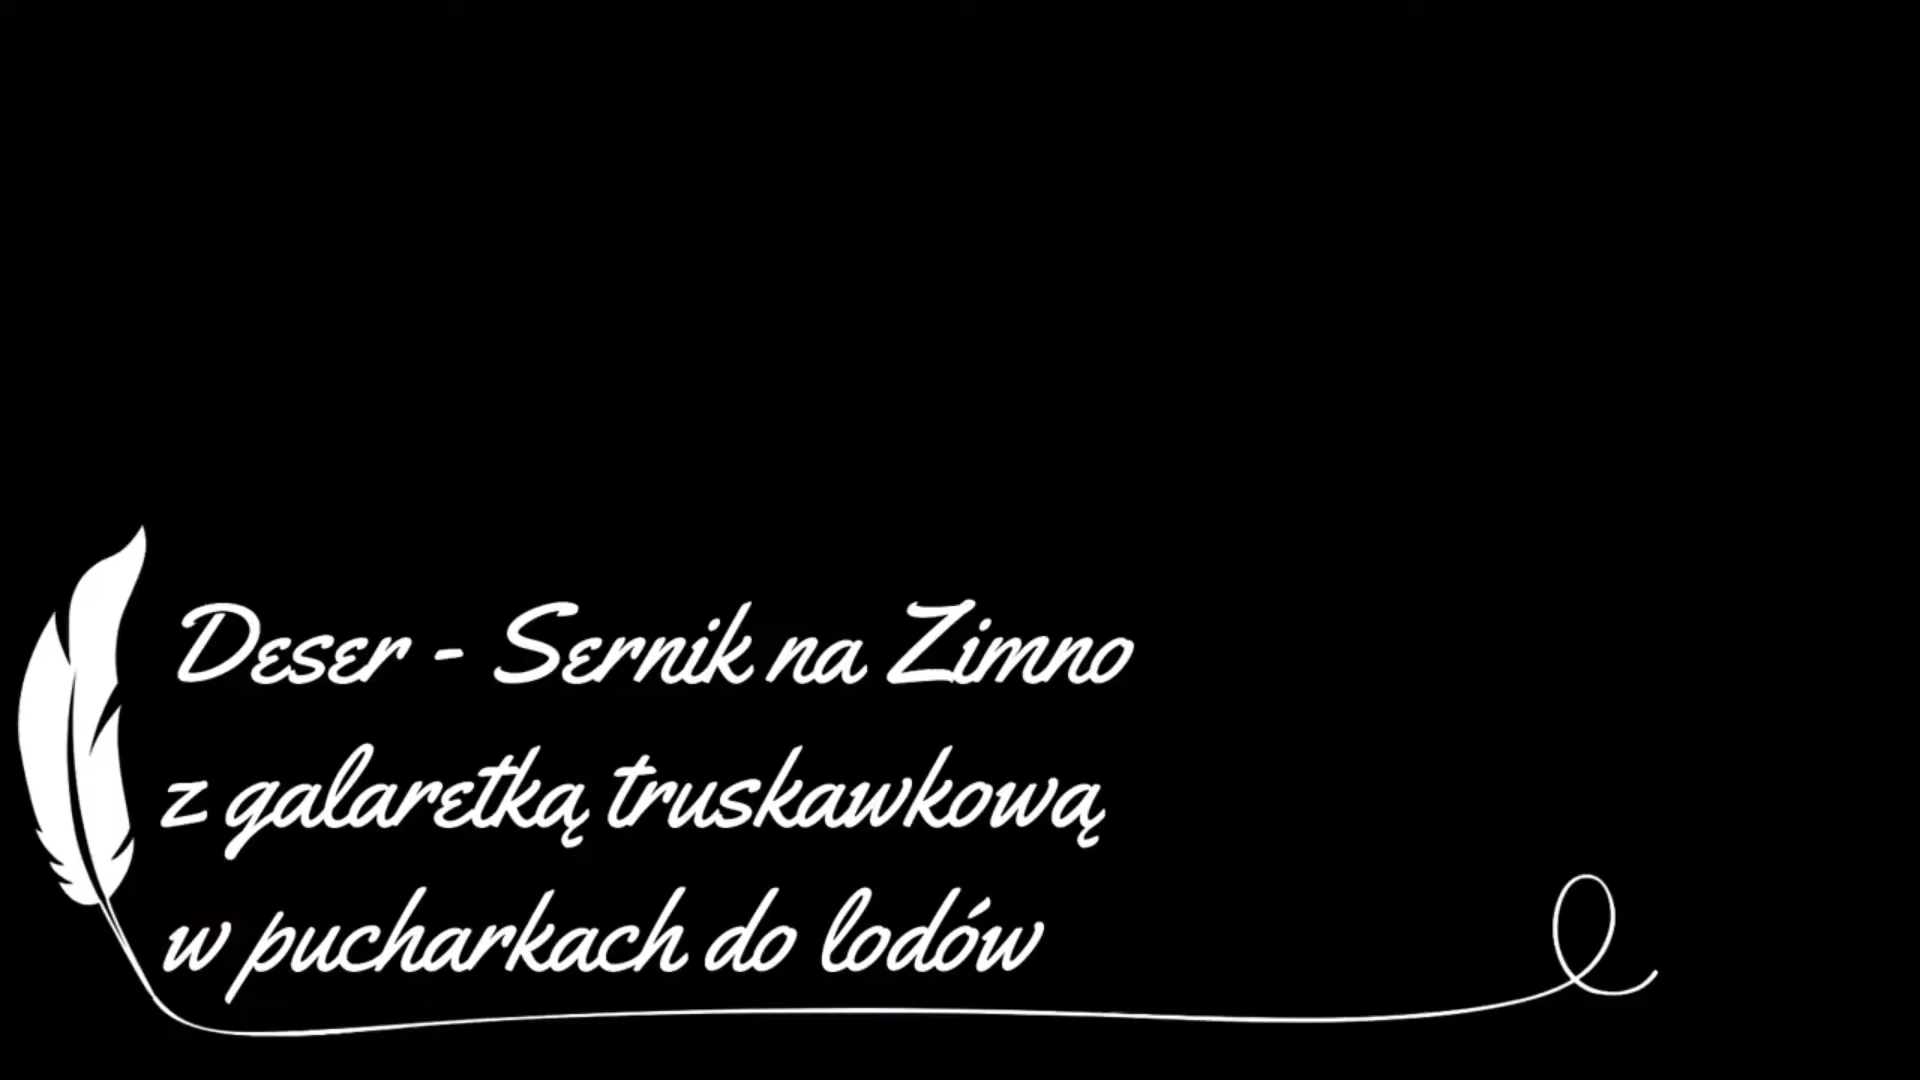 Deser - Sernik na Zimno
z galaretką truskawkową
w pucharkach do lodów